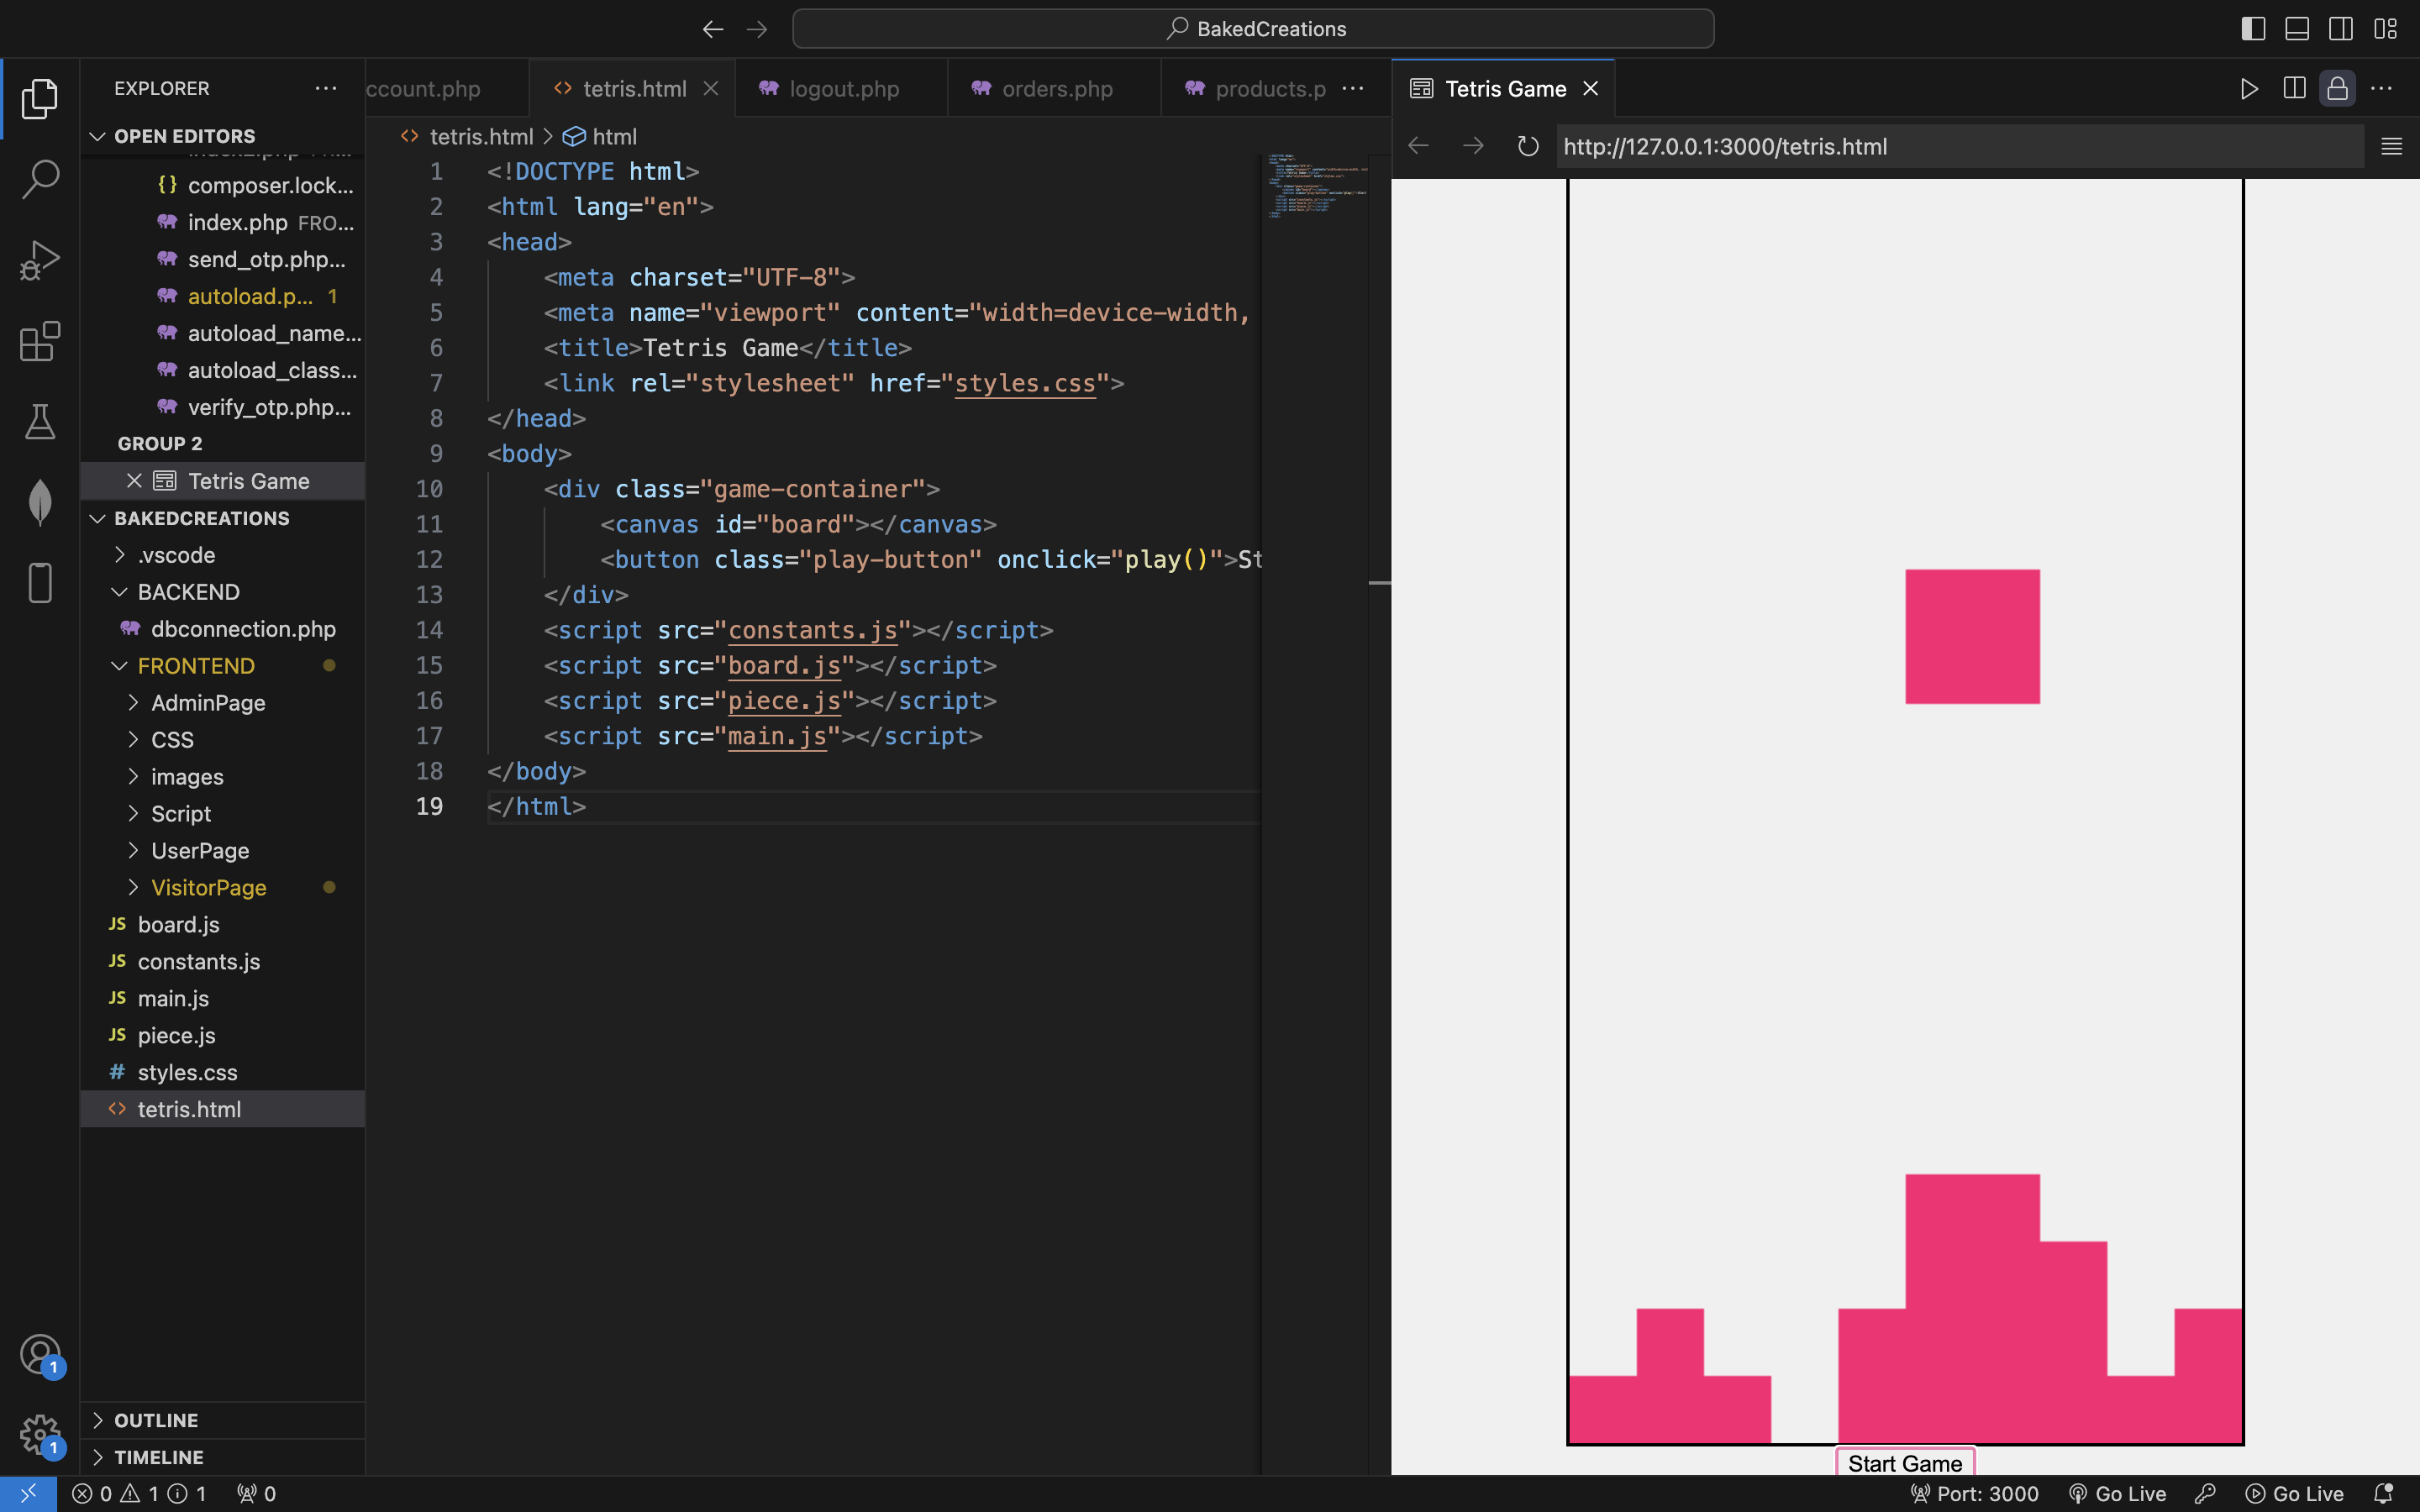 BakedCreations
EXPLORER
OPEN EDITORS
composer.lock...
index.php FRO...
send_otp.php...
autoload.p... 1
autoload_name...
autoload_class...
verify_otp.php...
GROUP 2
Tetris Game
BAKEDCREATIONS
.vscode
BACKEND
dbconnection.php
FRONTEND
AdminPage
CSS
images
Script
UserPage
VisitorPage
JS board.js
JS constants.js
JS main.js
JS piece.js
# styles.css
<> tetris.html
OUTLINE
TIMELINE
1
1
ccount.php
<> tetris.html
logout.php
orders.php
products.p ...
<> tetris.html > html
1 <!DOCTYPE html>
2 <html lang="en">
3 <head>
4 <meta charset="UTF-8">
5 <meta name="viewport" content="width=device-width,
6 <title>Tetris Game</title>
7 <link rel="stylesheet" href="styles.css">
8 </head>
9 <body>
10 <div class="game-container">
11 <canvas id="board"></canvas>
12 <button class="play-button" onclick="play()">St
13 </div>
14 <script src="constants.js"></script>
15 <script src="board.js"></script>
16 <script src="piece.js"></script>
17 <script src="main.js"></script>
18 </body>
19 </html>
Tetris Game
http://127.0.0.1:3000/tetris.html
Start Game
0 1 1 0
Port: 3000 Go Live Go Live